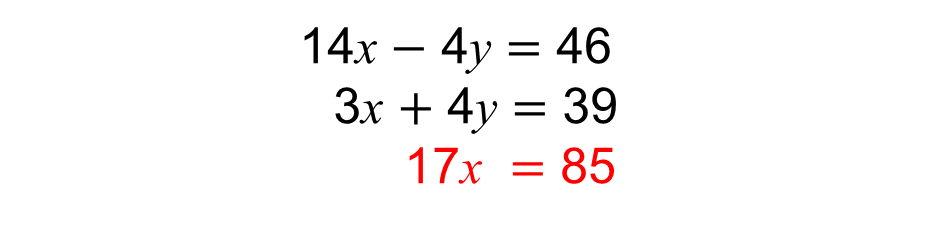 14x − 4y = 46
3x + 4y = 39
17x = 85